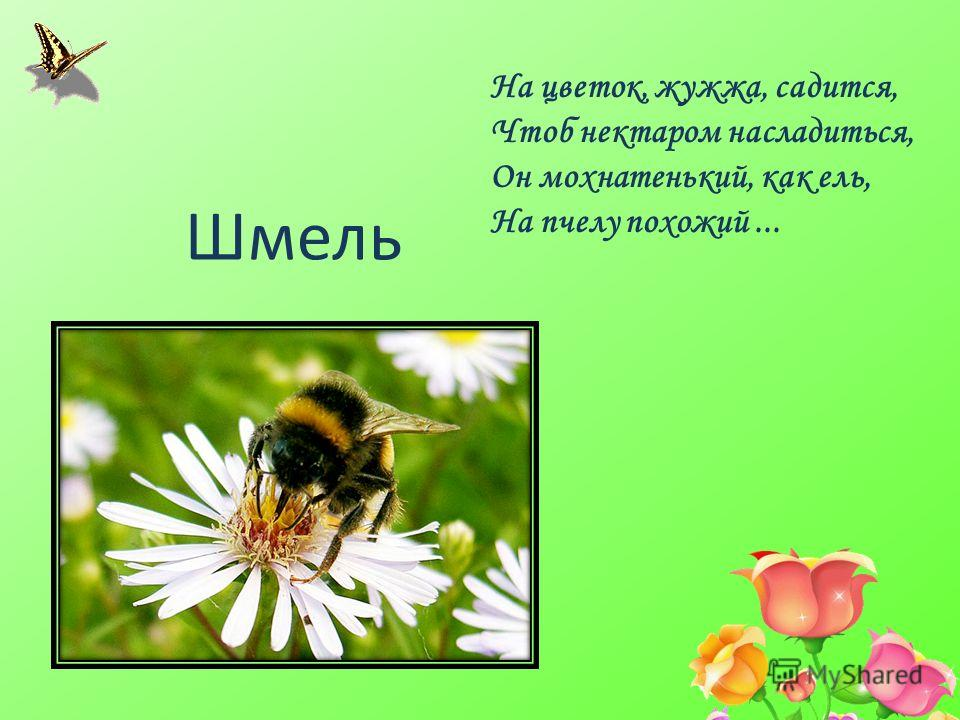 На цветок, жужжа, садится,
Чтоб нектаром насладиться,
Он мохнатенький, как ель,
На пчелу похожий ...
Шмель
MyShared